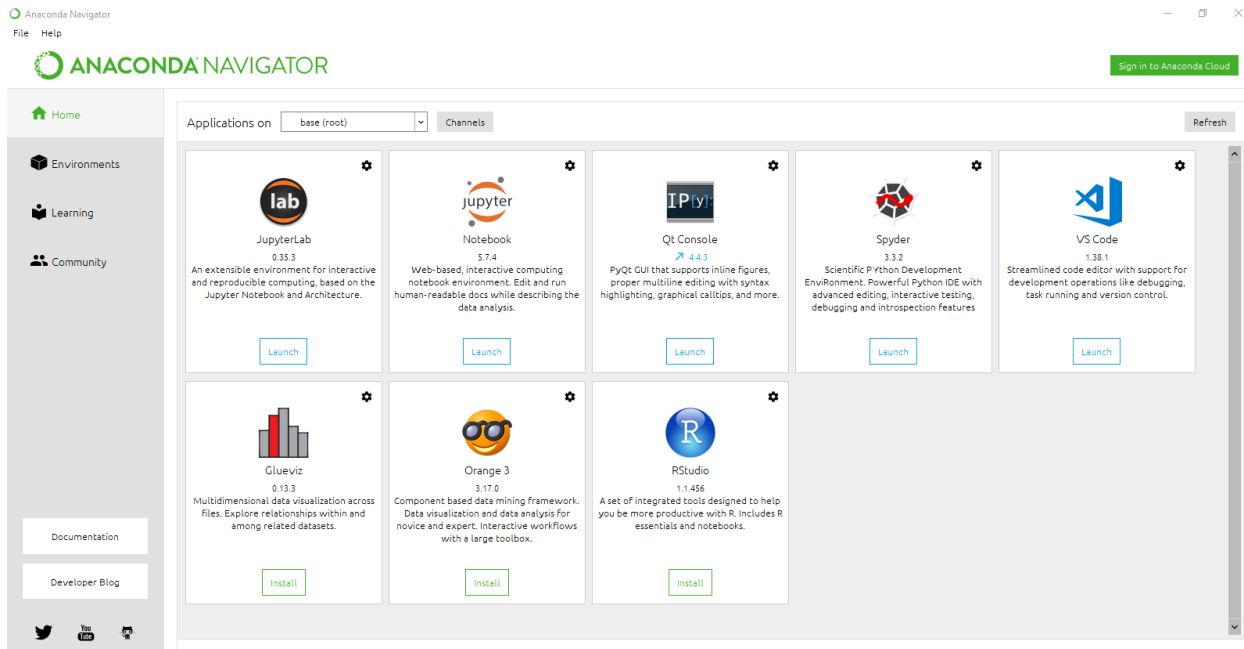 Anaconda Navigator
File Help
ANACONDA NAVIGATOR
Sign in to Anaconda Cloud
Home
Environments
Learning
Community
Documentation
Developer Blog
You
Tube
Applications on base (root) Channels Refresh
lab
JupyterLab
0.35.3
An extensible environment for interactive
and reproducible computing, based on the
Jupyter Notebook and Architecture.
Launch
jupyter
Notebook
5.7.4
Web-based, interactive computing
notebook environment. Edit and run
human-readable docs while describing the
data analysis.
Launch
IP[y]:
Qt Console
4.4.3
PyQt GUI that supports inline figures,
proper multiline editing with syntax
highlighting, graphical calltips, and more.
Launch
Spyder
3.3.2
Scientific PYthon Development
EnviRonment. Powerful Python IDE with
advanced editing, interactive testing,
debugging and introspection features
Launch
VS Code
1.38.1
Streamlined code editor with support for
development operations like debugging,
task running and version control.
Launch
Glueviz
0.13.3
Multidimensional data visualization across
files. Explore relationships within and
among related datasets.
Install
Orange 3
3.17.0
Component based data mining framework.
Data visualization and data analysis for
novice and expert. Interactive workflows
with a large toolbox.
Install
R
RStudio
1.1.456
A set of integrated tools designed to help
you be more productive with R. Includes R
essentials and notebooks.
Install